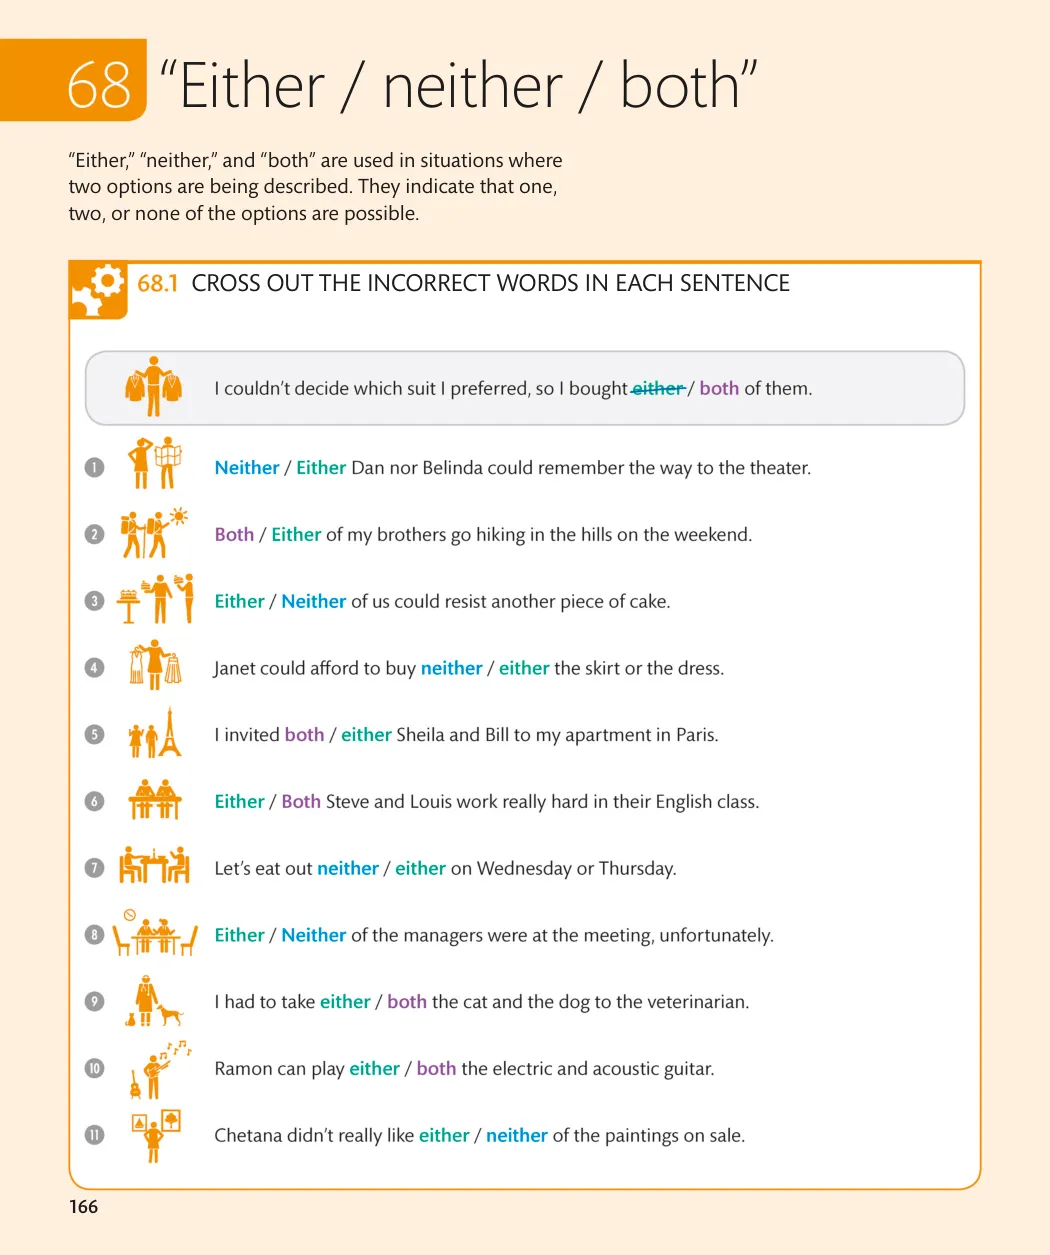 68 “Either / neither / both”
“Either,” “neither,” and “both” are used in situations where
two options are being described. They indicate that one,
two, or none of the options are possible.
68.1 CROSS OUT THE INCORRECT WORDS IN EACH SENTENCE
I couldn’t decide which suit I preferred, so I bought either / both of them.
1 Neither / Either Dan nor Belinda could remember the way to the theater.
2 Both / Either of my brothers go hiking in the hills on the weekend.
3 Either / Neither of us could resist another piece of cake.
4 Janet could afford to buy neither / either the skirt or the dress.
5 I invited both / either Sheila and Bill to my apartment in Paris.
6 Either / Both Steve and Louis work really hard in their English class.
7 Let’s eat out neither / either on Wednesday or Thursday.
8 Either / Neither of the managers were at the meeting, unfortunately.
9 I had to take either / both the cat and the dog to the veterinarian.
10 Ramon can play either / both the electric and acoustic guitar.
11 Chetana didn’t really like either / neither of the paintings on sale.
166